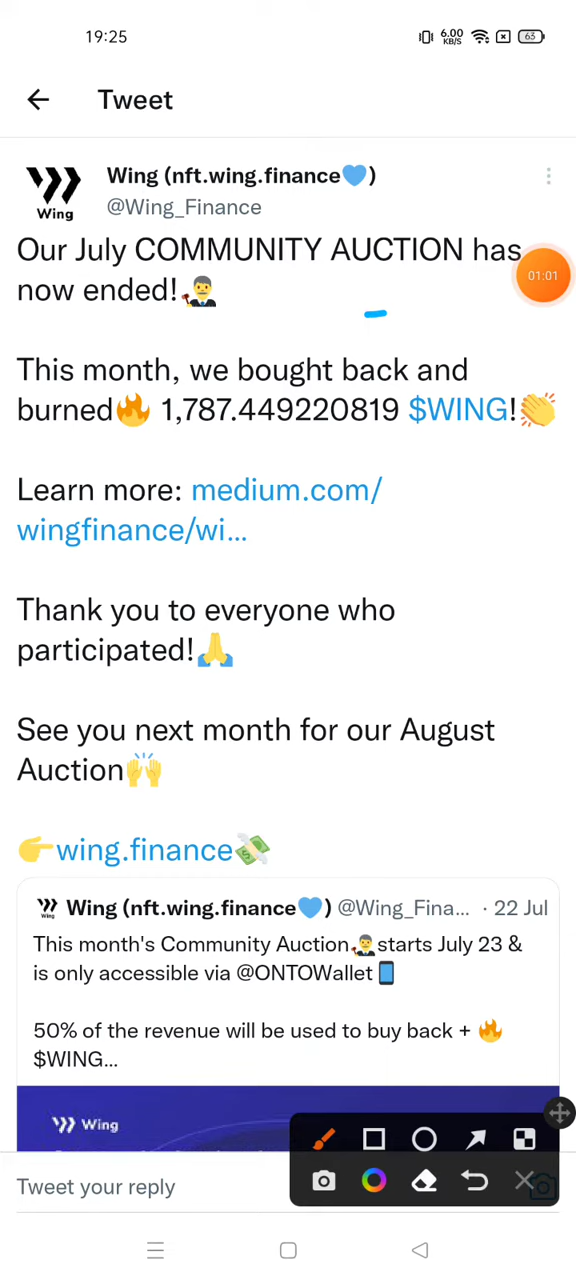 19:25
6.00
KB/S
63
Tweet
Wing (nft.wing.finance💙)
Wing
@Wing_Finance
Our July COMMUNITY AUCTION has
now ended!👨‍⚖️
01:01
This month, we bought back and
burned🔥 1,787.449220819 $WING!👏
Learn more: medium.com/
wingfinance/wi...
Thank you to everyone who
participated!🙏
See you next month for our August
Auction🙌
👉wing.finance💸
Wing
Wing (nft.wing.finance💙) @Wing_Fina... · 22 Jul
This month's Community Auction👨‍⚖️starts July 23 &
is only accessible via @ONTOWallet📱
50% of the revenue will be used to buy back + 🔥
$WING...
Wing
Tweet your reply